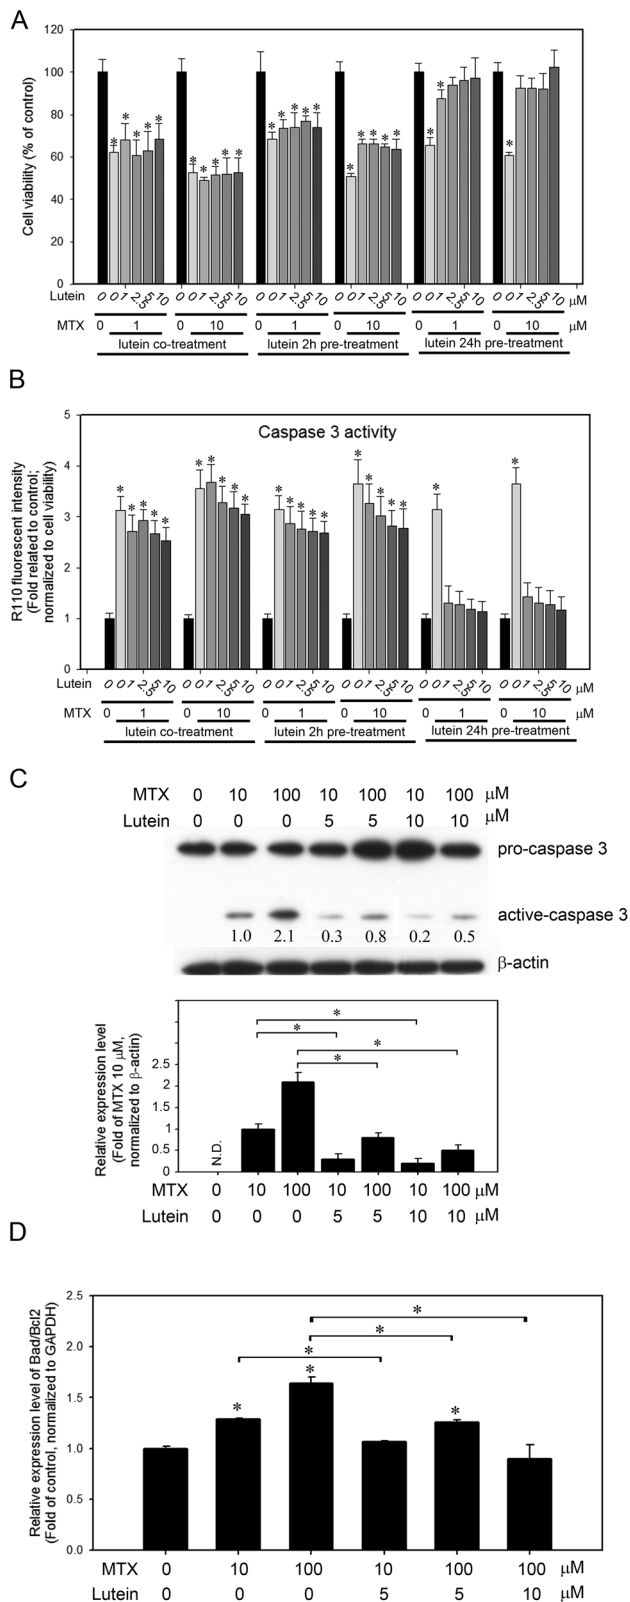 A
Cell viability (% of control)
120
100
80
60
40
20
0
* * * * * * * * * * * * * * * * * * * * * * *
Lutein 0 0 1 2.5 5 10 0 0 1 2.5 5 10 0 0 1 2.5 5 10 0 0 1 2.5 5 10 0 0 1 2.5 5 10 0 0 1 2.5 5 10 μM
MTX 0 1 0 10 0 1 0 10 0 1 0 10 μM
lutein co-treatment lutein 2h pre-treatment lutein 24h pre-treatment
B
Caspase 3 activity
R110 fluorescent intensity
(Fold related to control;
normalized to cell viability)
5
4
3
2
1
0
* * * * * * * * * * * * * * * * * * * * * *
Lutein 0 0 1 2.5 5 10 0 0 1 2.5 5 10 0 0 1 2.5 5 10 0 0 1 2.5 5 10 0 0 1 2.5 5 10 0 0 1 2.5 5 10 μM
MTX 0 1 0 10 0 1 0 10 0 1 0 10 μM
lutein co-treatment lutein 2h pre-treatment lutein 24h pre-treatment
C
MTX 0 10 100 10 100 10 100 μM
Lutein 0 0 0 5 5 10 10 μM
pro-caspase 3
active-caspase 3
1.0 2.1 0.3 0.8 0.2 0.5
β-actin
Relative expression level
(Fold of MTX 10 μM,
normalized to β-actin)
2.5
2
1.5
1
0.5
0
* * * *
N.D.
MTX 0 10 100 10 100 10 100 μM
Lutein 0 0 0 5 5 10 10 μM
D
Relative expression level of Bad/Bcl2
(Fold of control, normalized to GAPDH)
2.5
2.0
1.5
1.0
0.5
0.0
* * * * * *
MTX 0 10 100 10 100 100 μM
Lutein 0 0 0 5 5 10 μM